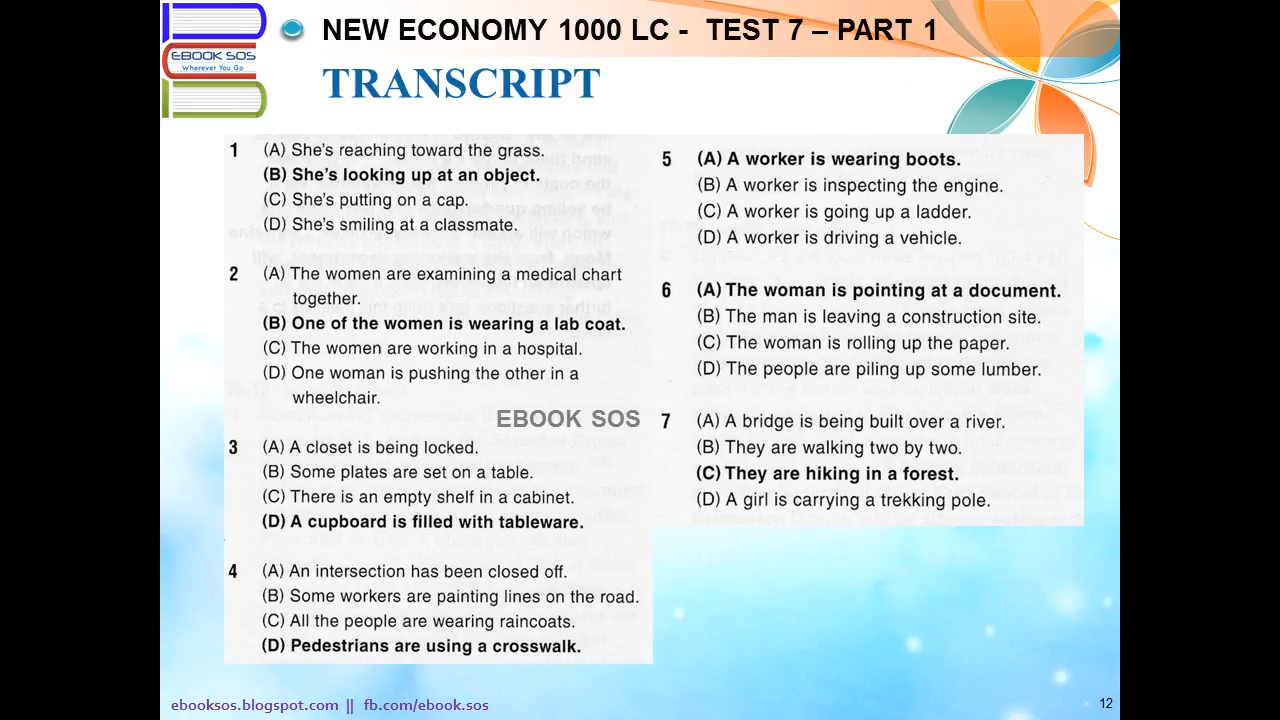 EBOOK SOS
Wherever You Go
NEW ECONOMY 1000 LC - TEST 7 – PART 1
TRANSCRIPT
1 (A) She's reaching toward the grass.
(B) She's looking up at an object.
(C) She's putting on a cap.
(D) She's smiling at a classmate.
2 (A) The women are examining a medical chart
together.
(B) One of the women is wearing a lab coat.
(C) The women are working in a hospital.
(D) One woman is pushing the other in a
wheelchair.
3 (A) A closet is being locked.
(B) Some plates are set on a table.
(C) There is an empty shelf in a cabinet.
(D) A cupboard is filled with tableware.
4 (A) An intersection has been closed off.
(B) Some workers are painting lines on the road.
(C) All the people are wearing raincoats.
(D) Pedestrians are using a crosswalk.
5 (A) A worker is wearing boots.
(B) A worker is inspecting the engine.
(C) A worker is going up a ladder.
(D) A worker is driving a vehicle.
6 (A) The woman is pointing at a document.
(B) The man is leaving a construction site.
(C) The woman is rolling up the paper.
(D) The people are piling up some lumber.
7 (A) A bridge is being built over a river.
(B) They are walking two by two.
(C) They are hiking in a forest.
(D) A girl is carrying a trekking pole.
EBOOK SOS
ebooksos.blogspot.com || fb.com/ebook.sos
12